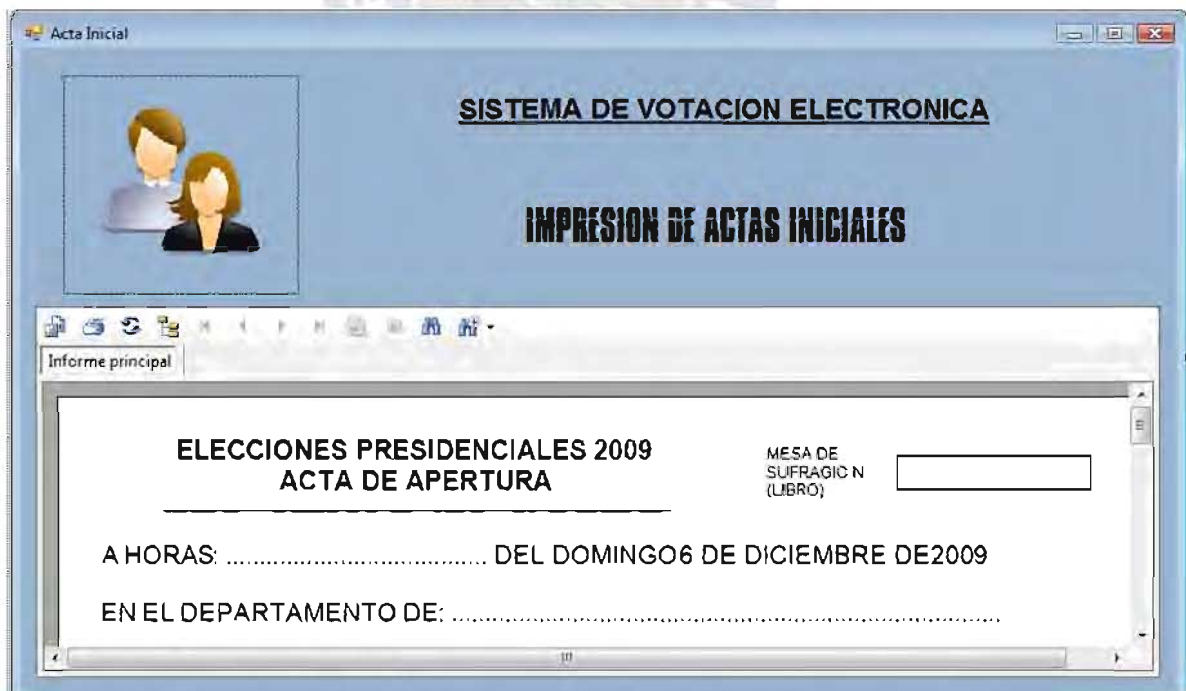 Acta Inicial
SISTEMA DE VOTACION ELECTRONICA
IMPRESION DE ACTAS INICIALES
Informe principal
ELECCIONES PRESIDENCIALES 2009
ACTA DE APERTURA
MESA DE
SUFRAGIO N
(LIBRO)
A HORAS: ....................................... DEL DOMINGO6 DE DICIEMBRE DE2009
EN EL DEPARTAMENTO DE: ..................................................................................